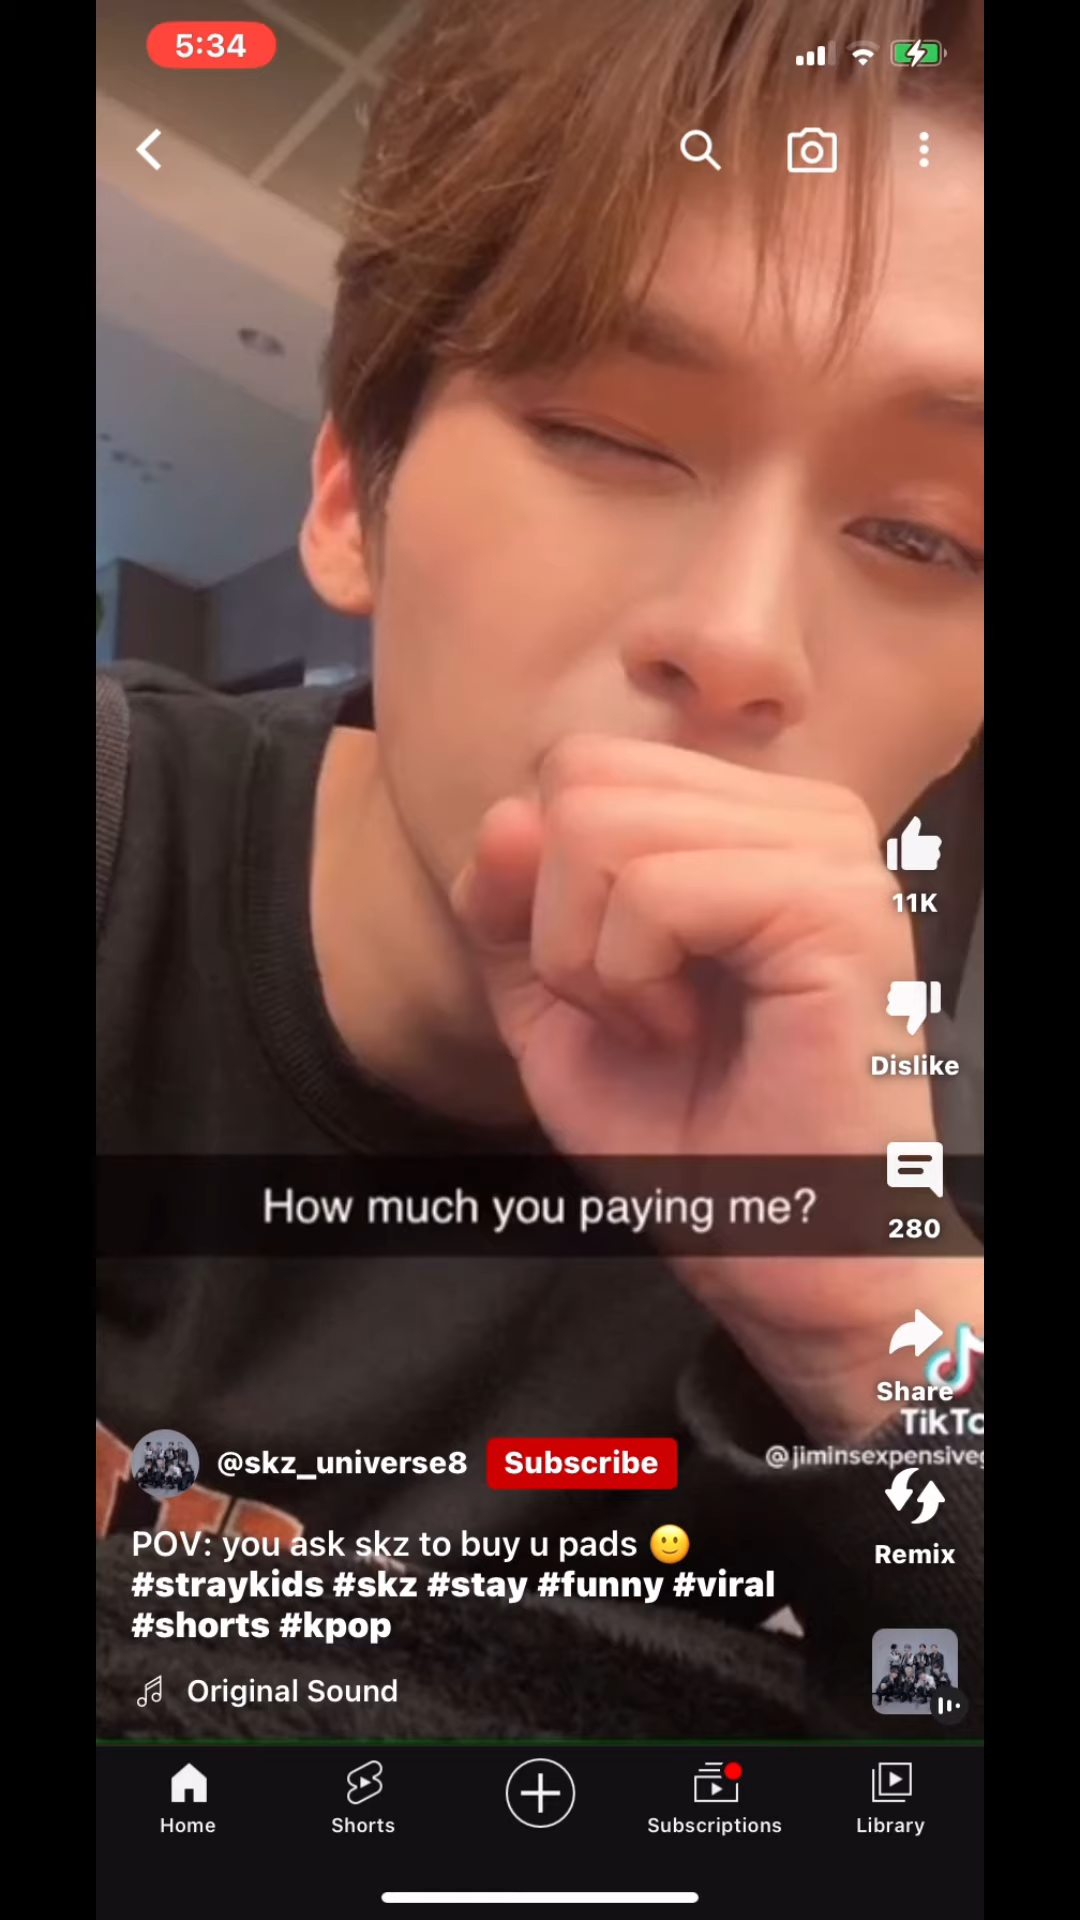 5:34
11K
Dislike
How much you paying me?
280
Share
TikTo
@jiminsexpensive
@skz_universe8 Subscribe
Remix
POV: you ask skz to buy u pads 🙂
#straykids #skz #stay #funny #viral
#shorts #kpop
Original Sound
Home Shorts Subscriptions Library